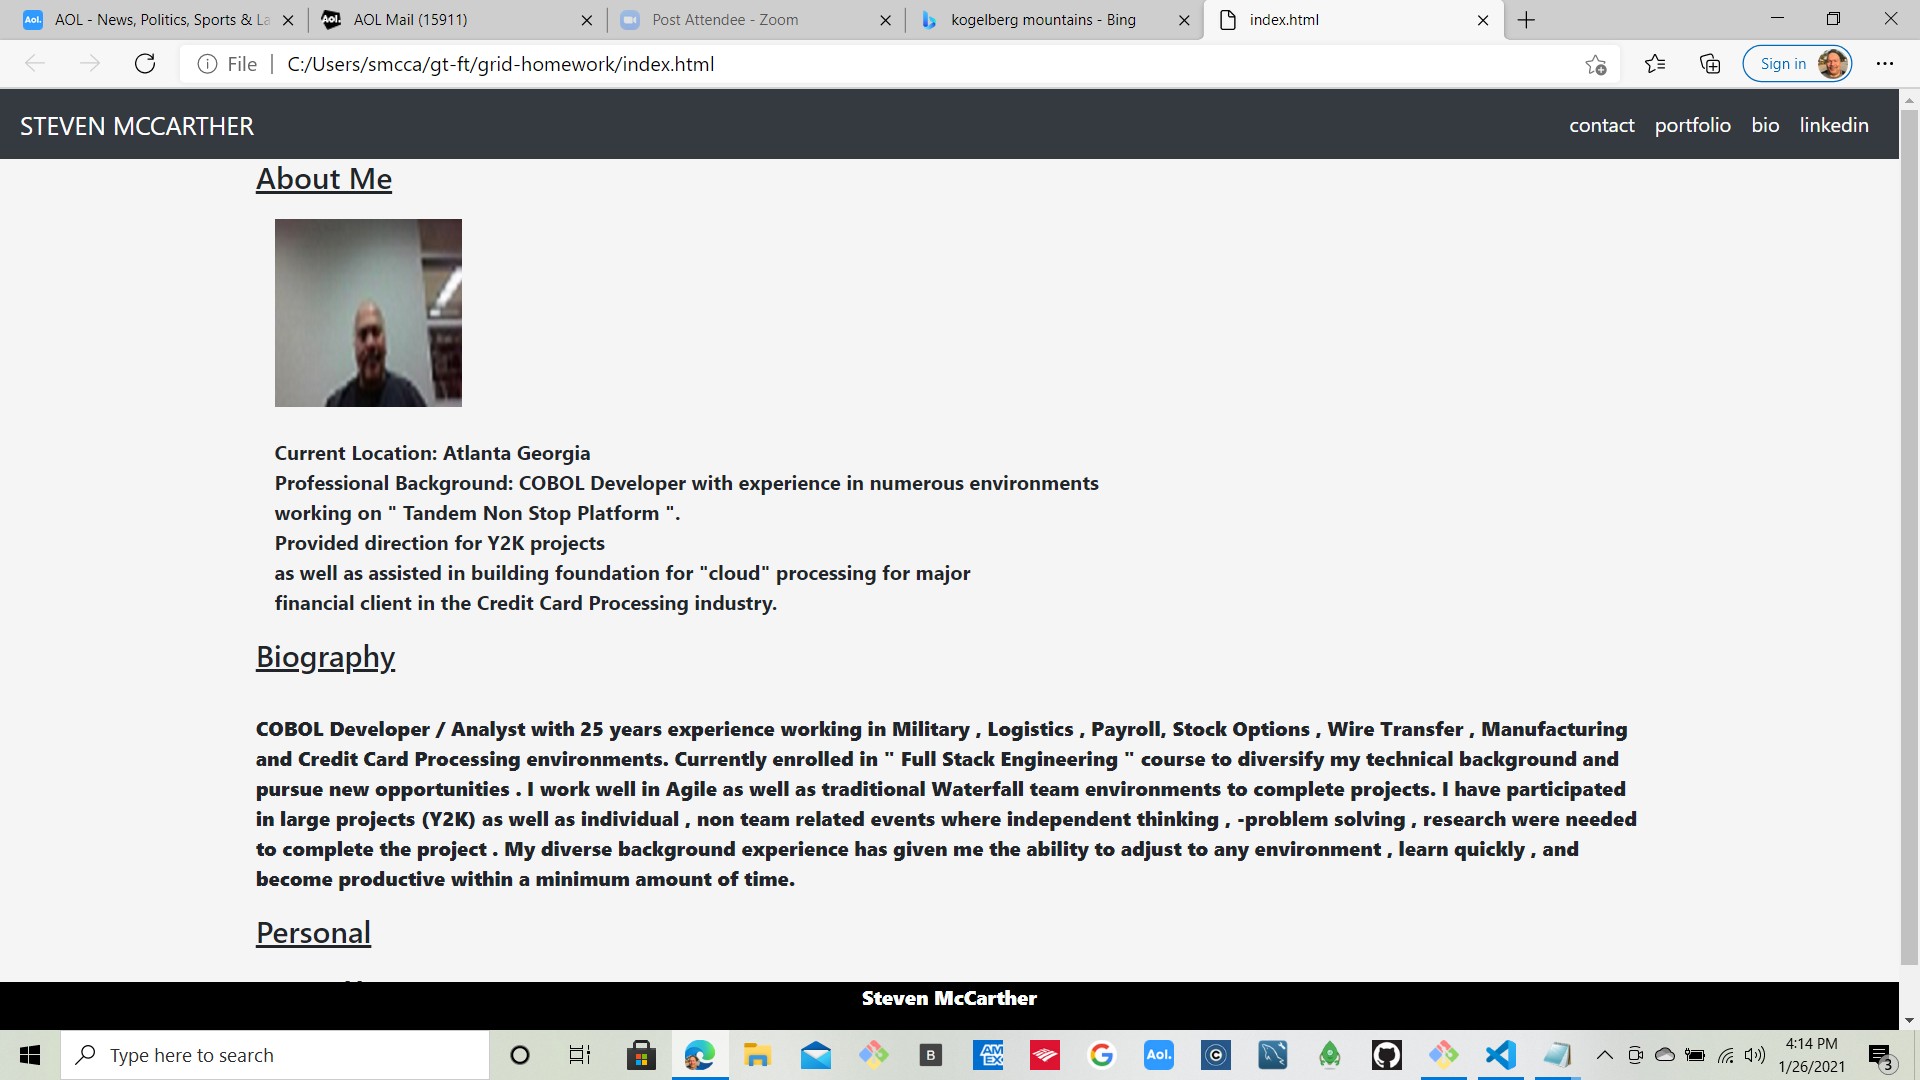 AOL - News, Politics, Sports & La
AOL Mail (15911)
Post Attendee - Zoom
kogelberg mountains - Bing
index.html
File
C:/Users/smcca/gt-ft/grid-homework/index.html
Sign in
STEVEN MCCARTHER
contact portfolio bio linkedin
About Me
Current Location: Atlanta Georgia
Professional Background: COBOL Developer with experience in numerous environments
working on " Tandem Non Stop Platform ".
Provided direction for Y2K projects
as well as assisted in building foundation for "cloud" processing for major
financial client in the Credit Card Processing industry.
Biography
COBOL Developer / Analyst with 25 years experience working in Military , Logistics , Payroll, Stock Options , Wire Transfer , Manufacturing
and Credit Card Processing environments. Currently enrolled in " Full Stack Engineering " course to diversify my technical background and
pursue new opportunities . I work well in Agile as well as traditional Waterfall team environments to complete projects. I have participated
in large projects (Y2K) as well as individual , non team related events where independent thinking , -problem solving , research were needed
to complete the project . My diverse background experience has given me the ability to adjust to any environment , learn quickly , and
become productive within a minimum amount of time.
Personal
Steven McCarther
Type here to search
B
AM
EX
Aol.
4:14 PM
1/26/2021
3